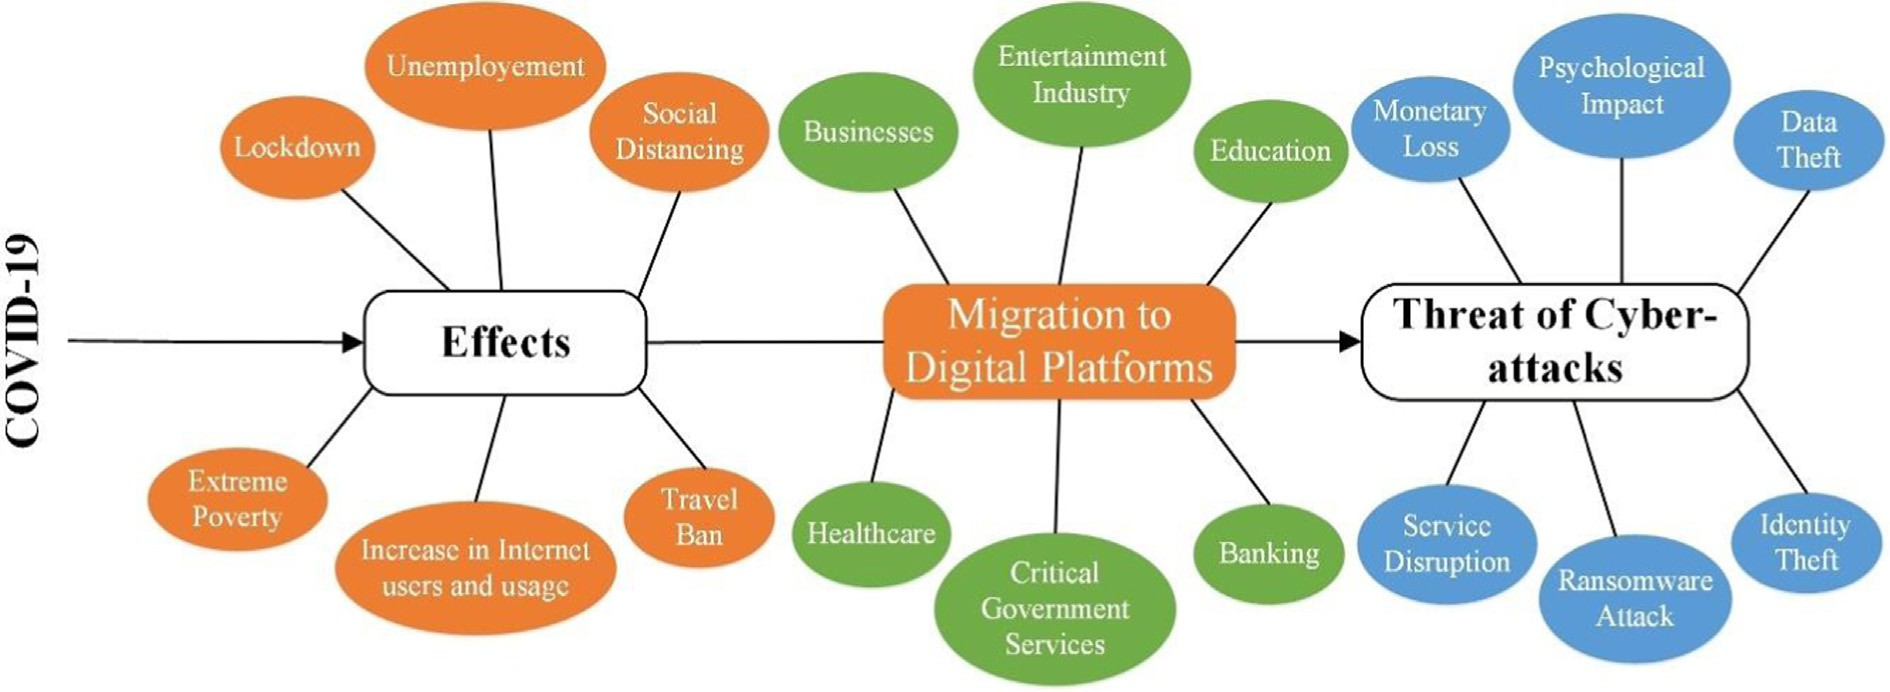 COVID-19
Effects
Lockdown
Unemployement
Social
Distancing
Extreme
Poverty
Increase in Internet
users and usage
Travel
Ban
Migration to
Digital Platforms
Businesses
Entertainment
Industry
Education
Healthcare
Critical
Government
Services
Banking
Threat of Cyber-
attacks
Monetary
Loss
Psychological
Impact
Data
Theft
Service
Disruption
Ransomware
Attack
Identity
Theft